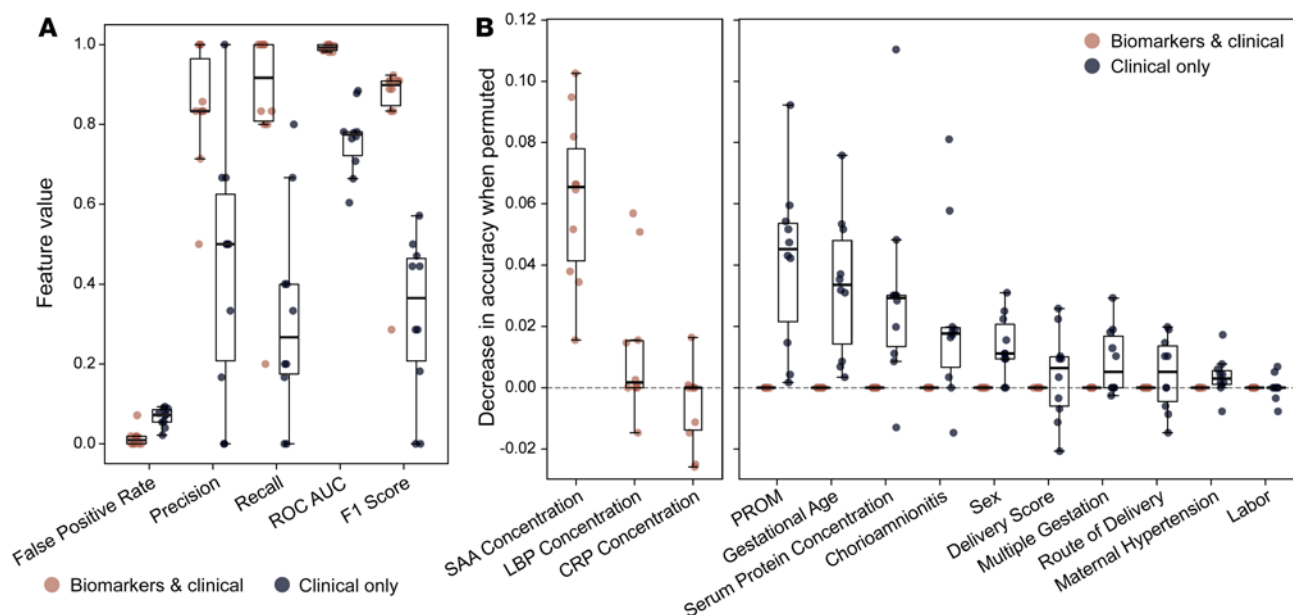 A
Feature value
1.0
0.8
0.6
0.4
0.2
0.0
False Positive Rate
Precision
Recall
ROC AUC
F1 Score
Biomarkers & clinical
Clinical only
B
Decrease in accuracy when permuted
0.12
0.10
0.08
0.06
0.04
0.02
0.00
-0.02
SAA Concentration
LBP Concentration
CRP Concentration
Biomarkers & clinical
Clinical only
PROM
Gestational Age
Serum Protein Concentration
Chorioamnionitis
Sex
Delivery Score
Multiple Gestation
Route of Delivery
Maternal Hypertension
Labor